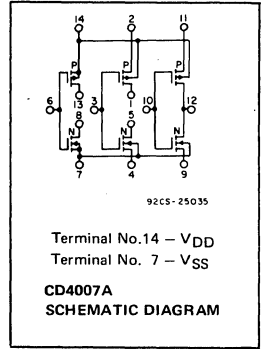 14 2 11
P P P
13 1
6 3 10 12
8 5
N N N
7 4 9
92CS-25035
Terminal No.14 – VDD
Terminal No. 7 – VSS
CD4007A
SCHEMATIC DIAGRAM